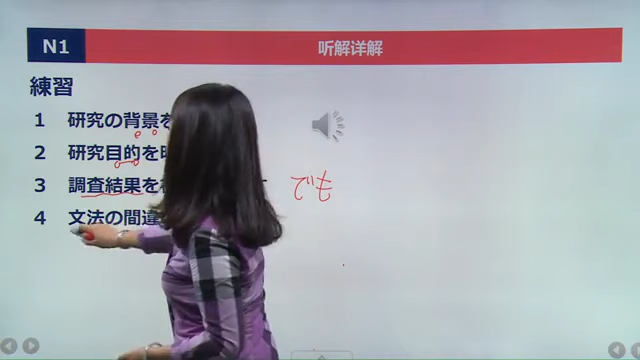 N1 听解详解
練習
1 研究の背景を
2 研究目的を
3 調査結果を
でも
4 文法の間違